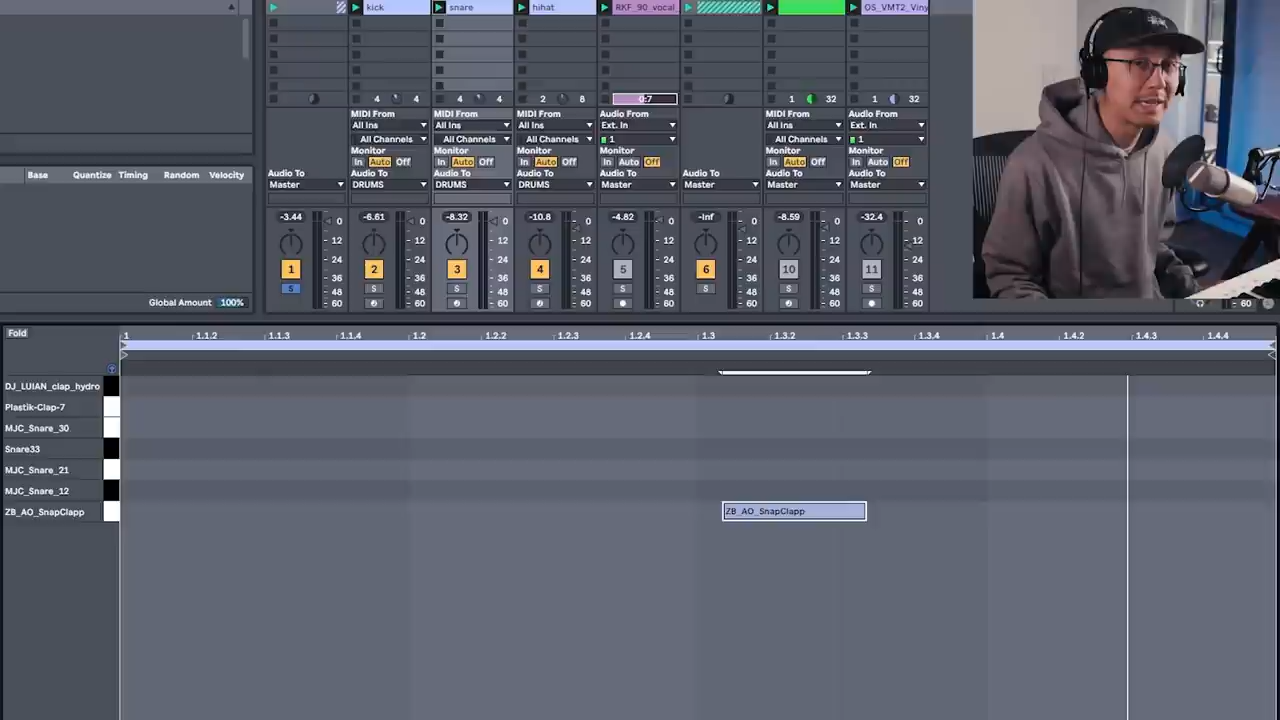 kick snare hihat RKF_90_vocal OS_VMT2_Viny
4 4 4 4 2 8 0:7 1 32 1 32
MIDI From MIDI From MIDI From Audio From MIDI From Audio From
All Ins All Ins All Ins Ext. In All Ins Ext. In
All Channels All Channels All Channels 1 All Channels 1
Monitor Monitor Monitor Monitor Monitor Monitor
In Auto Off In Auto Off In Auto Off In Auto Off In Auto Off In Auto Off
Base Quantize Timing Random Velocity
Audio To Audio To Audio To Audio To Audio To Audio To Audio To Audio To
Master DRUMS DRUMS DRUMS Master Master Master Master
-3.44 -6.61 -8.32 -10.8 -4.82 -Inf -8.59 -32.4
0 0 0 0 0 0 0 0
12 12 12 12 12 12 12 12
24 24 24 24 24 24 24 24
1 2 3 4 5 6 10 11
36 36 36 36 36 36 36 36
S S S S S S S S
48 48 48 48 48 48 48 48
Global Amount 100%
60 60 60 60 60 60 60 60 60
Fold
1 1.1.2 1.1.3 1.1.4 1.2 1.2.2 1.2.3 1.2.4 1.3 1.3.2 1.3.3 1.4 1.4.2 1.4.3 1.4.4
DJ_LUIAN_clap_hydro
Plastik-Clap-7
MJC_Snare_30
Snare33
MJC_Snare_21
MJC_Snare_12
ZB_AO_SnapClapp ZB_AO_SnapClapp